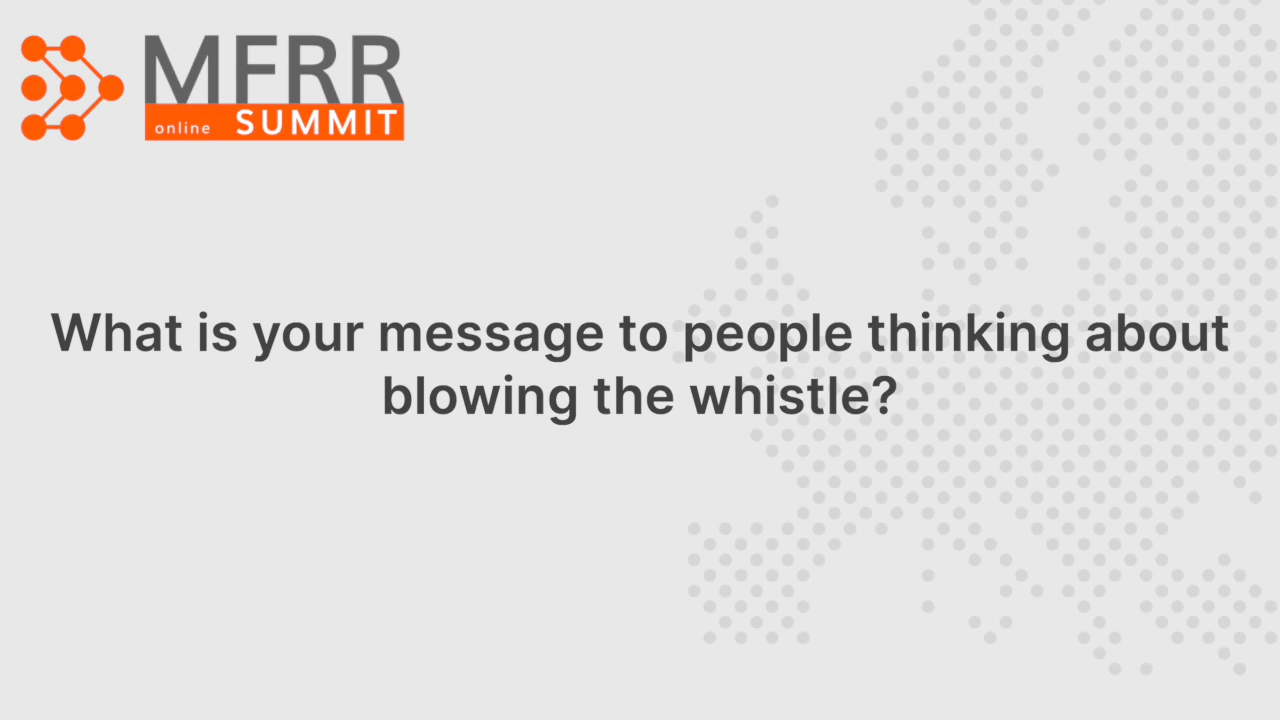 MFRR
online SUMMIT
What is your message to people thinking about
blowing the whistle?